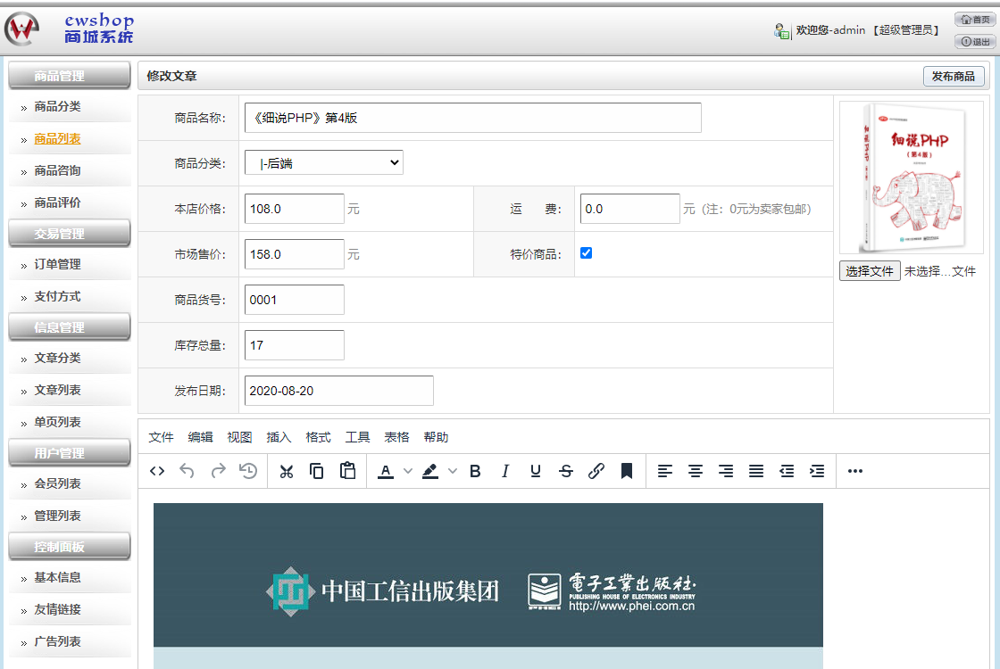 ewshop
商城系统
欢迎您-admin 【超级管理员】
首页
退出
商品管理
» 商品分类
» 商品列表
» 商品咨询
» 商品评价
交易管理
» 订单管理
» 支付方式
信息管理
» 文章分类
» 文章列表
» 单页列表
用户管理
» 会员列表
» 管理列表
控制面板
» 基本信息
» 友情链接
» 广告列表
修改文章
发布商品
商品名称: 《细说PHP》第4版
商品分类: |-后端
本店价格: 108.0 元
运 费: 0.0 元 (注: 0元为卖家包邮)
市场售价: 158.0 元
特价商品:
商品货号: 0001
库存总量: 17
发布日期: 2020-08-20
细说PHP
(第4版)
选择文件 未选择...文件
文件 编辑 视图 插入 格式 工具 表格 帮助
中国工信出版集团
電子工業出版社
PUBLISHING HOUSE OF ELECTRONICS INDUSTRY
PHEI
http://www.phei.com.cn